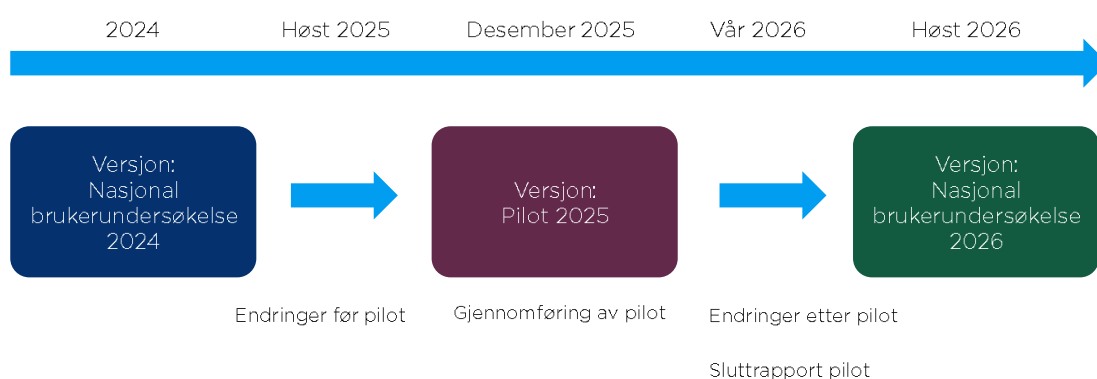 2024
Høst 2025
Desember 2025
Vår 2026
Høst 2026
Versjon:
Nasjonal
brukerundersøkelse
2024
Versjon:
Pilot 2025
Versjon:
Nasjonal
brukerundersøkelse
2026
Endringer før pilot
Gjennomføring av pilot
Endringer etter pilot
Sluttrapport pilot